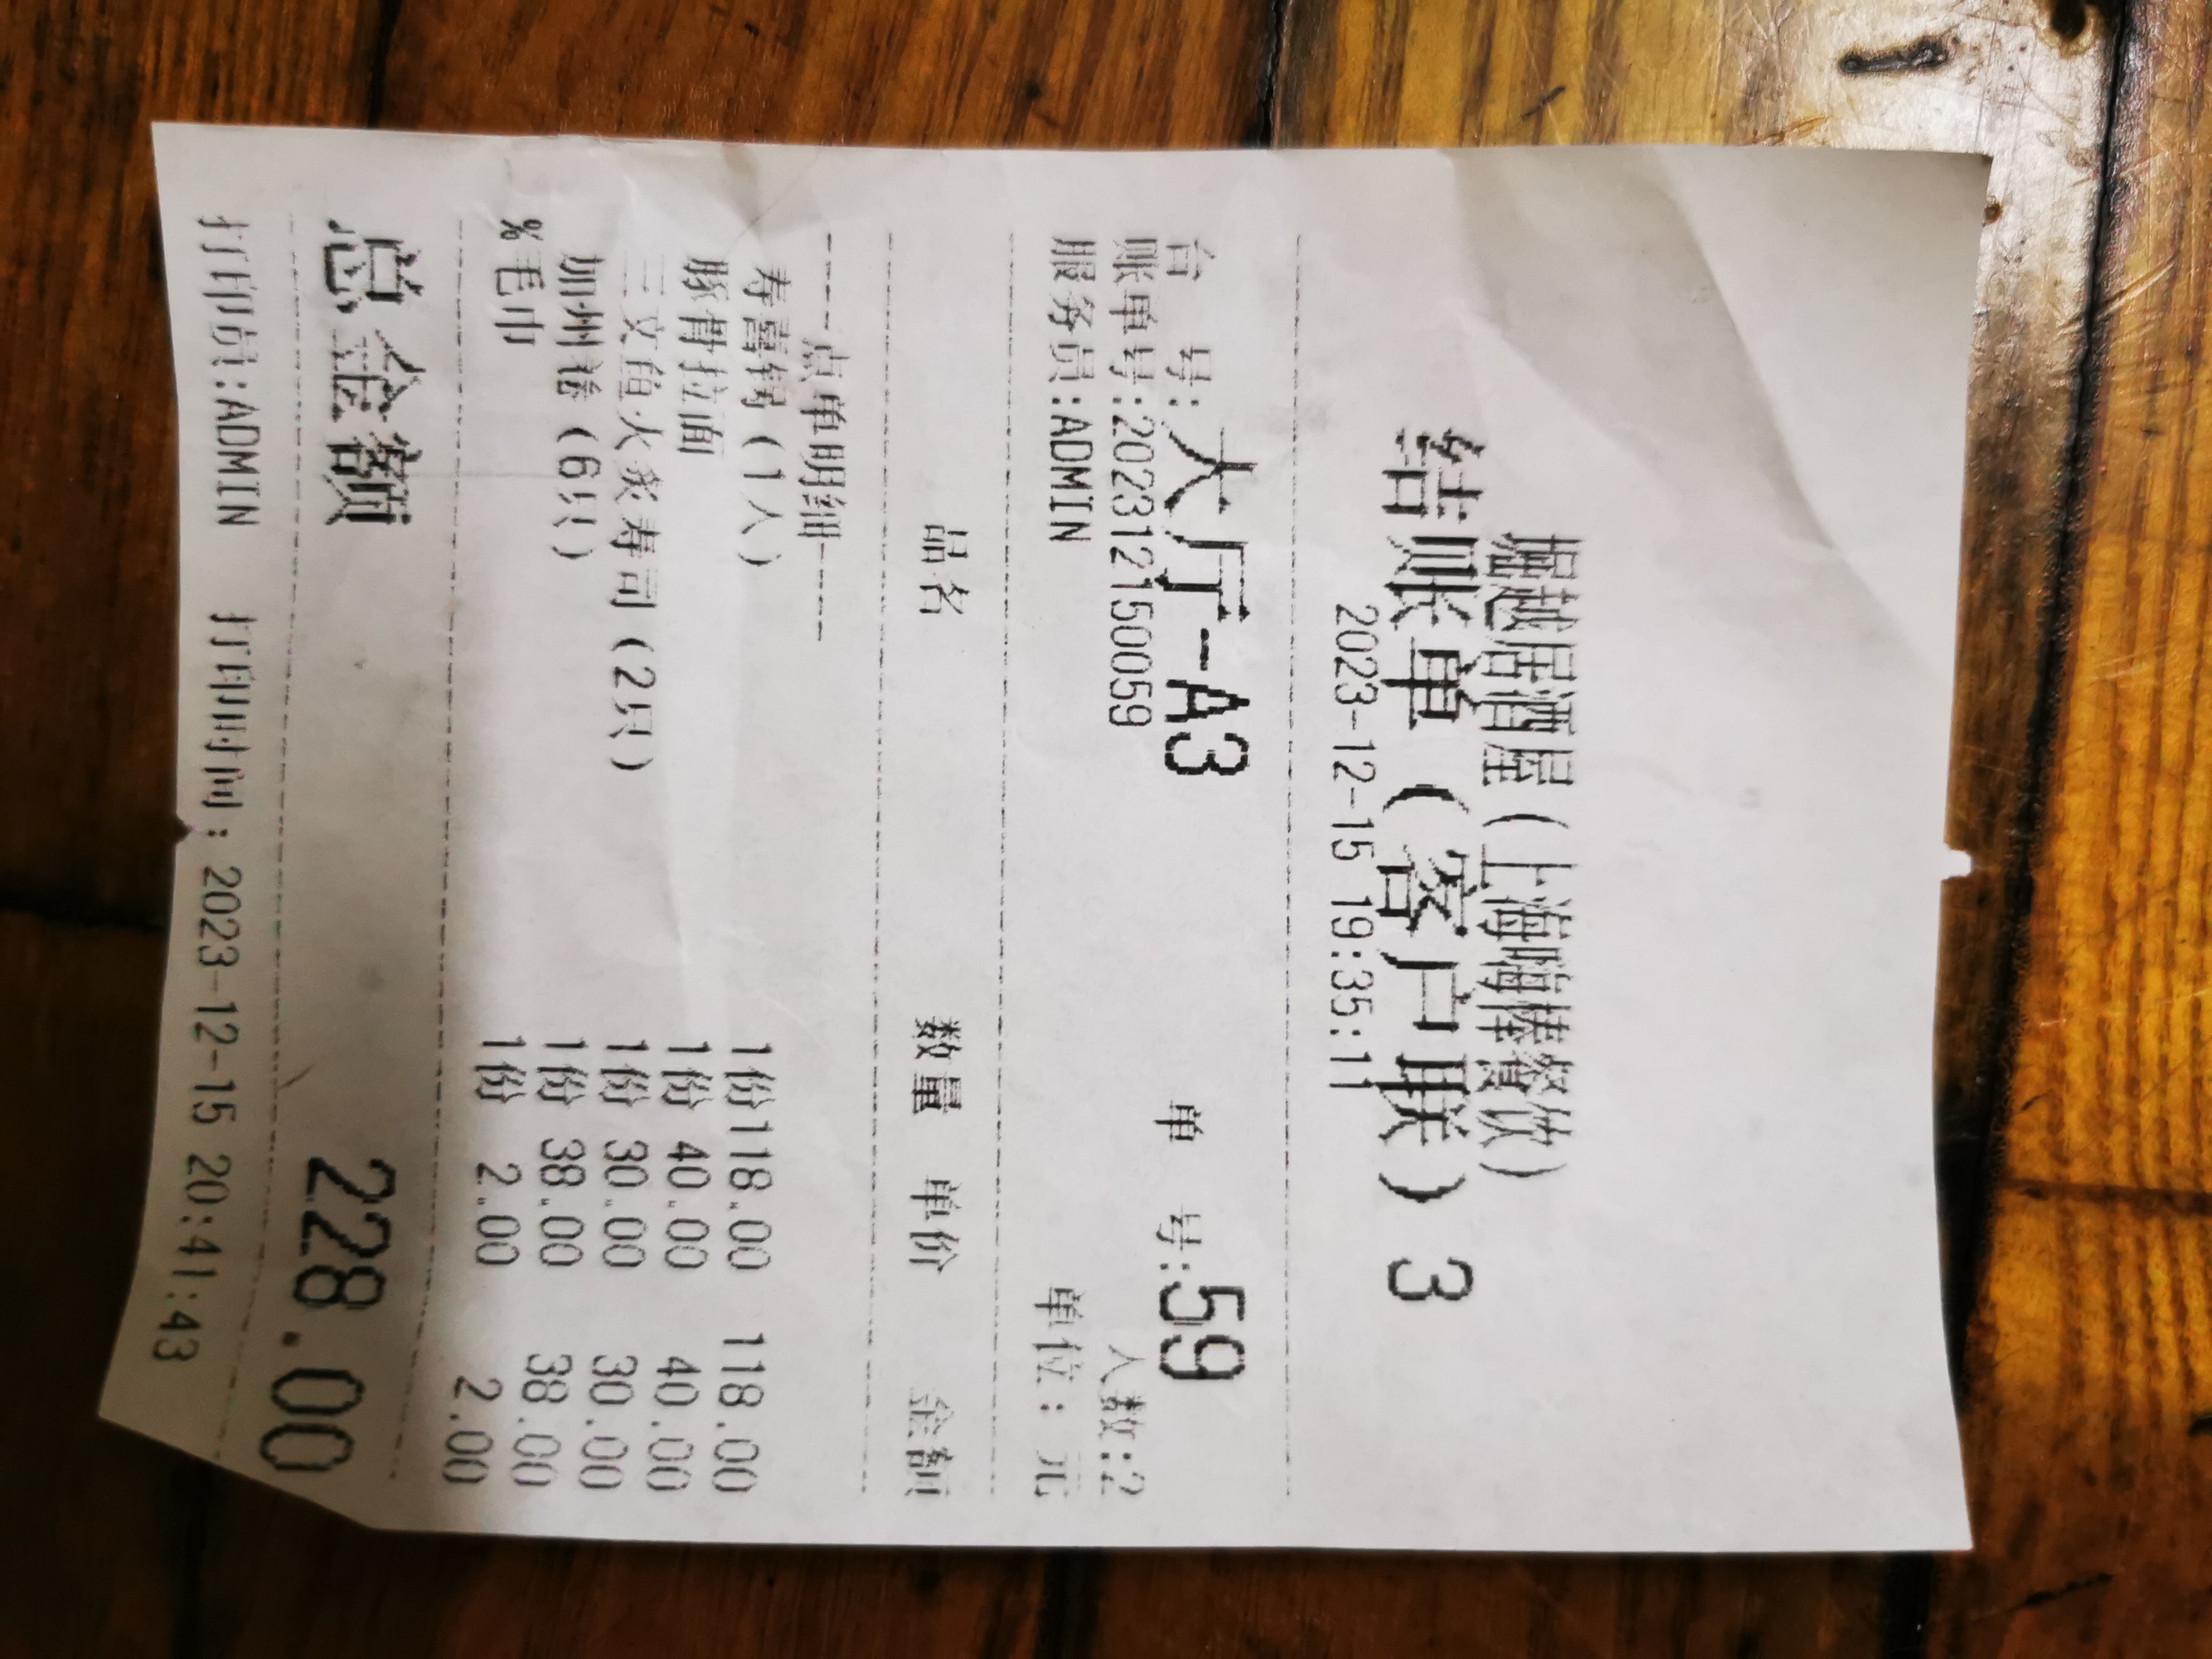 堀越居酒屋(上海嗨棒餐饮)
结账单(客户联)3
2023-12-15 19:35:11
台 号:大厅-A3 单 号:59
账单号:20231215150059 人数:2
服务员:ADMIN 单位:元
品名 数量 单价 金额
----点单明细------
寿喜锅(1人) 1份 118.00 118.00
豚骨拉面 1份 40.00 40.00
三文鱼火炙寿司(2只) 1份 30.00 30.00
加州卷(6只) 1份 38.00 38.00
%毛巾 1份 2.00 2.00
总金额 228.00
打印员:ADMIN 打印时间:2023-12-15 20:41:43